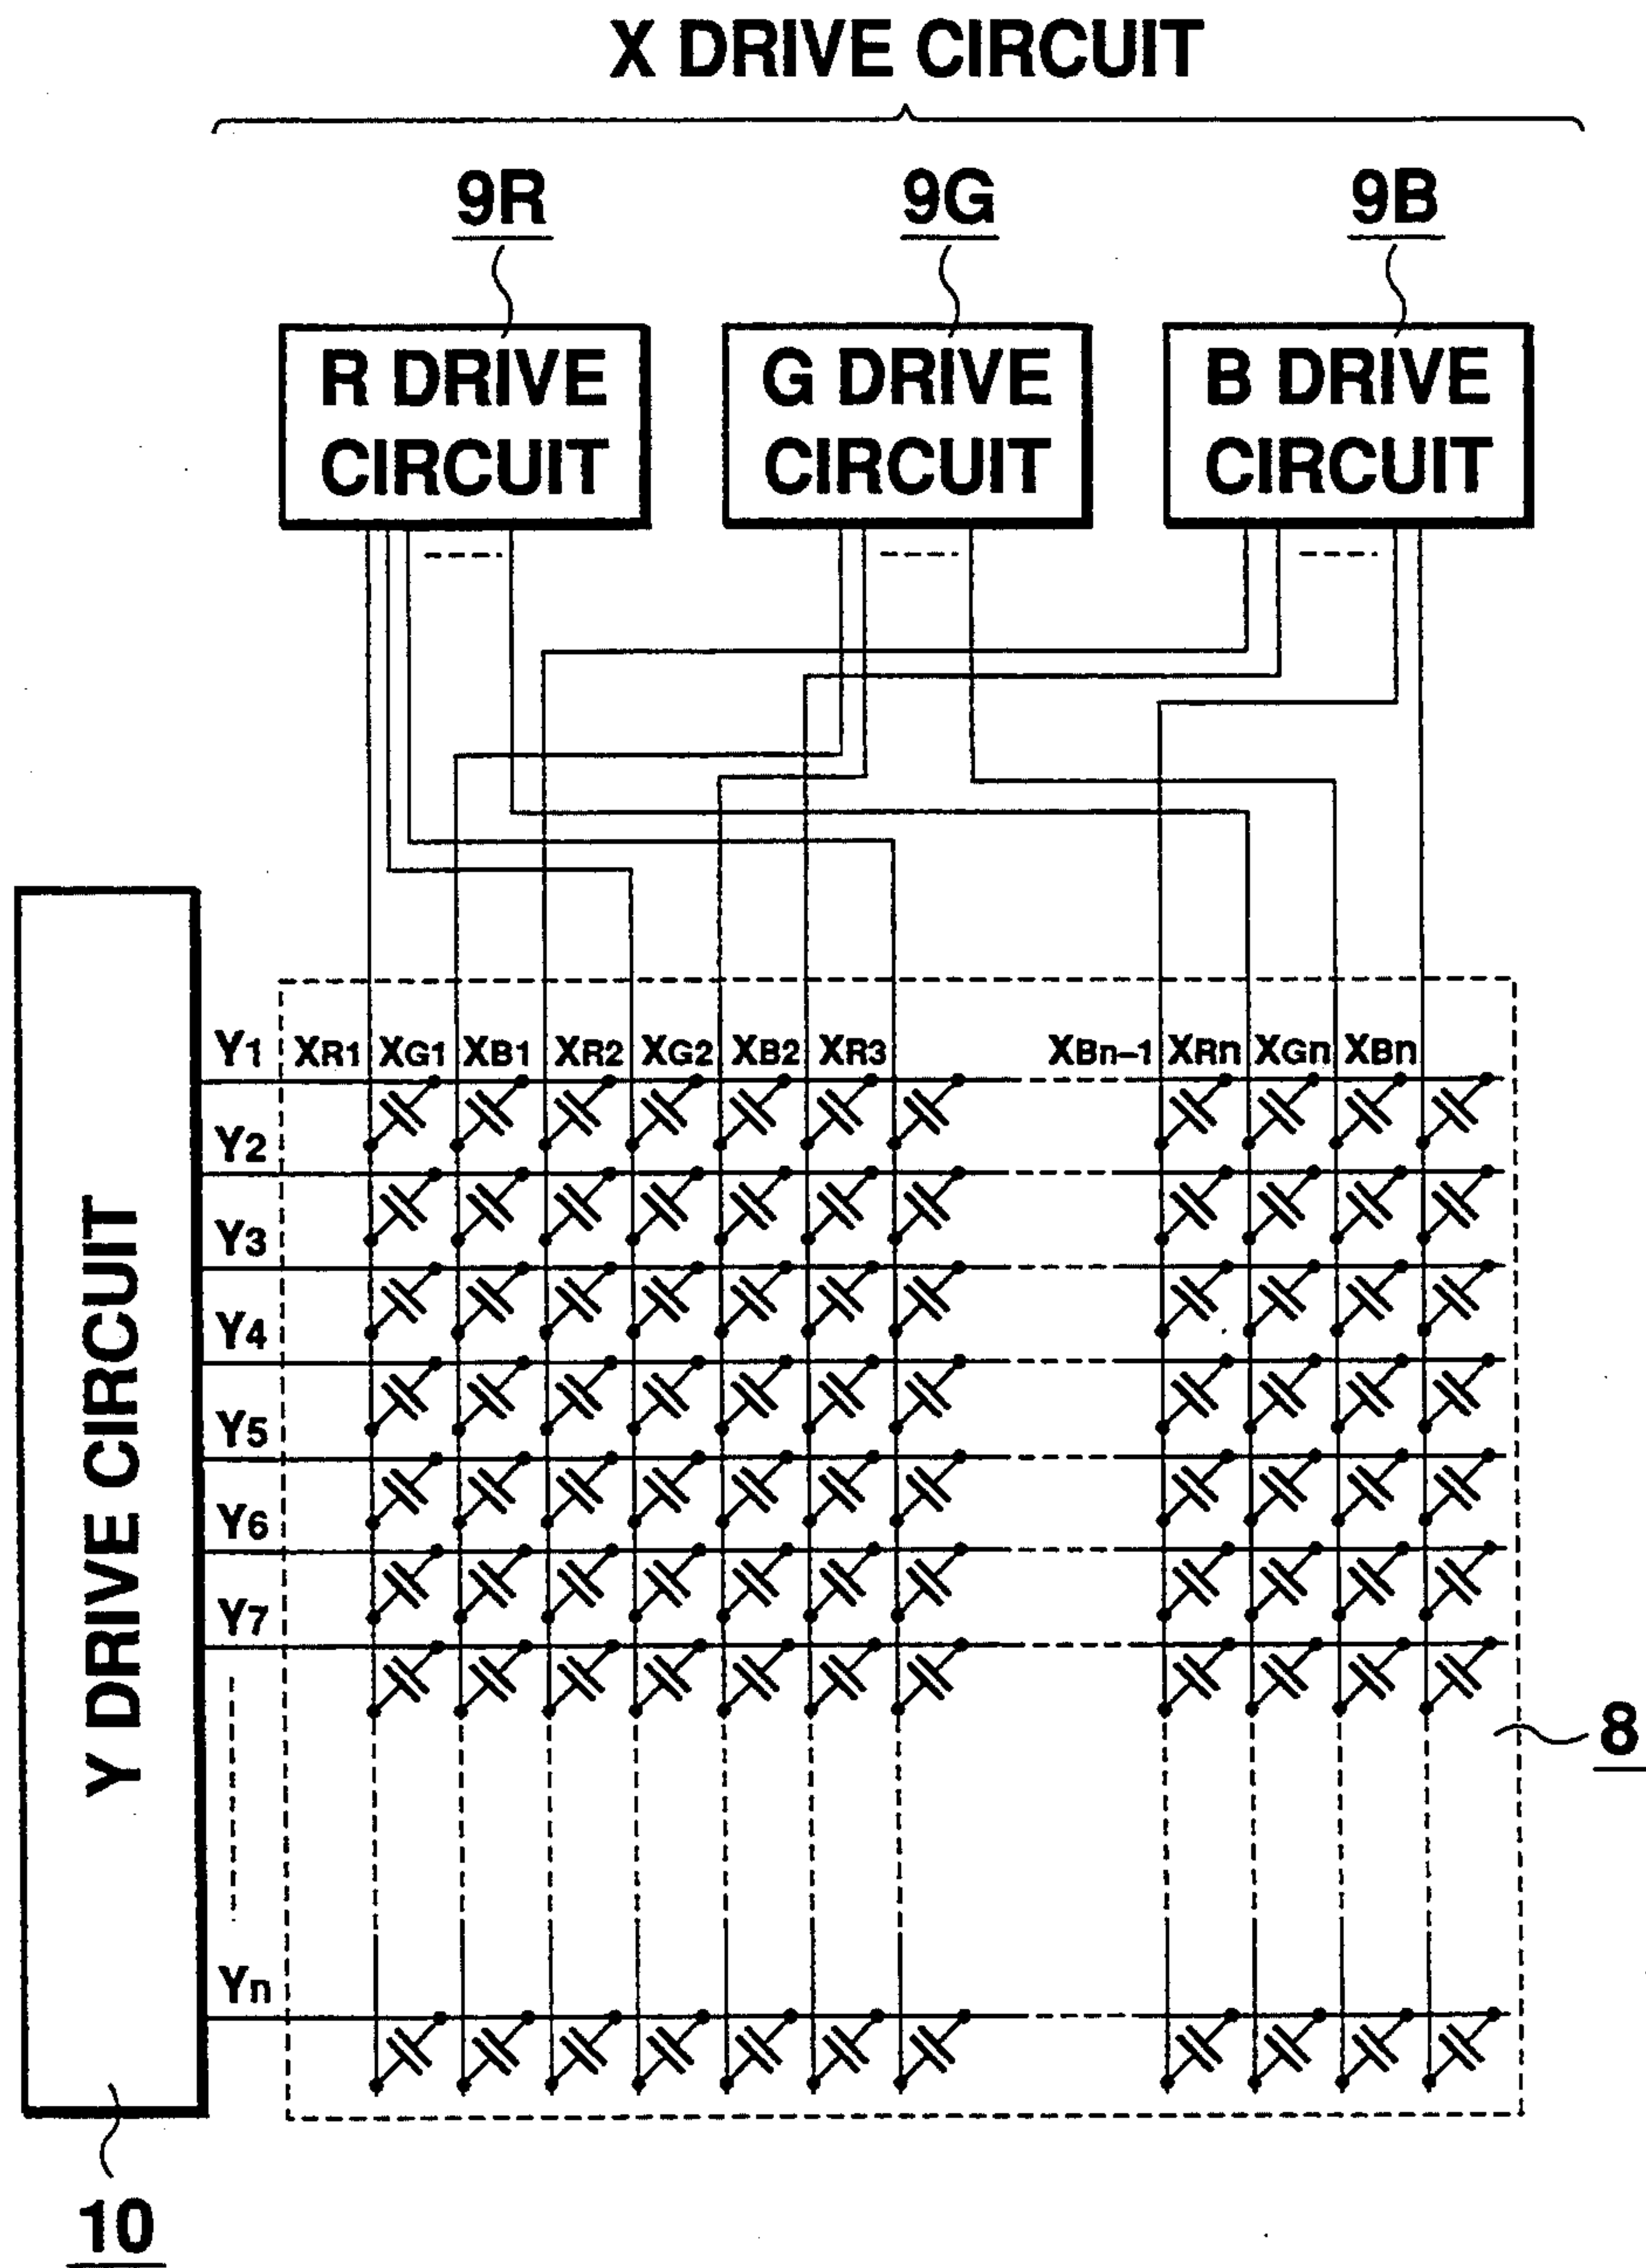 X DRIVE CIRCUIT
9R
9G
9B
R DRIVE
CIRCUIT
G DRIVE
CIRCUIT
B DRIVE
CIRCUIT
Y DRIVE CIRCUIT
Y1
XR1 XG1 XB1 XR2 XG2 XB2 XR3 XBn-1 XRn XGn XBn
Y2
Y3
Y4
Y5
Y6
Y7
Yn
8
10